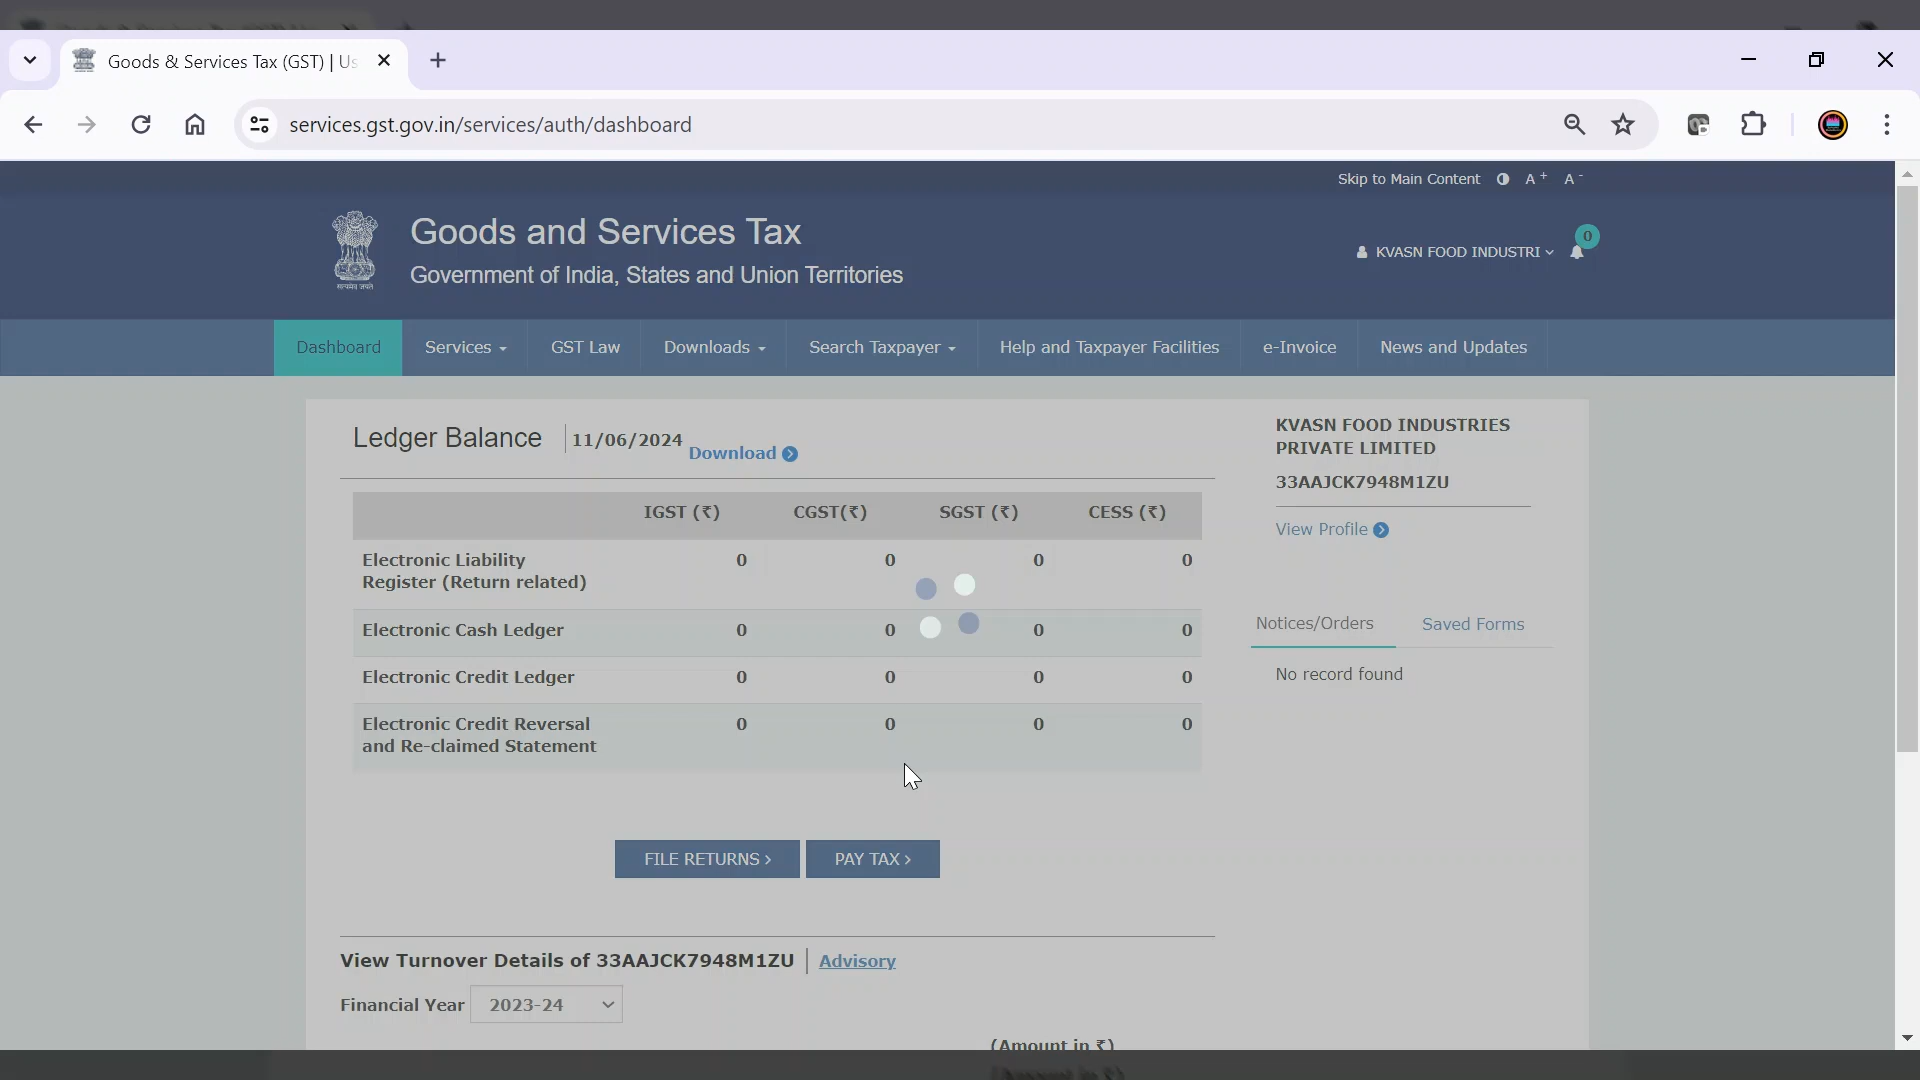 Goods & Services Tax (GST) | Us
services.gst.gov.in/services/auth/dashboard
Skip to Main Content A+ A-
Goods and Services Tax
Government of India, States and Union Territories
सत्यमेव जयते
KVASN FOOD INDUSTRI 0
Dashboard Services GST Law Downloads Search Taxpayer Help and Taxpayer Facilities e-Invoice News and Updates
Ledger Balance 11/06/2024 Download
IGST (₹) CGST(₹) SGST (₹) CESS (₹)
Electronic Liability
Register (Return related) 0 0 0 0
Electronic Cash Ledger 0 0 0 0
Electronic Credit Ledger 0 0 0 0
Electronic Credit Reversal
and Re-claimed Statement 0 0 0 0
FILE RETURNS > PAY TAX >
View Turnover Details of 33AAJCK7948M1ZU Advisory
Financial Year 2023-24
(Amount in ₹)
KVASN FOOD INDUSTRIES
PRIVATE LIMITED
33AAJCK7948M1ZU
View Profile
Notices/Orders Saved Forms
No record found